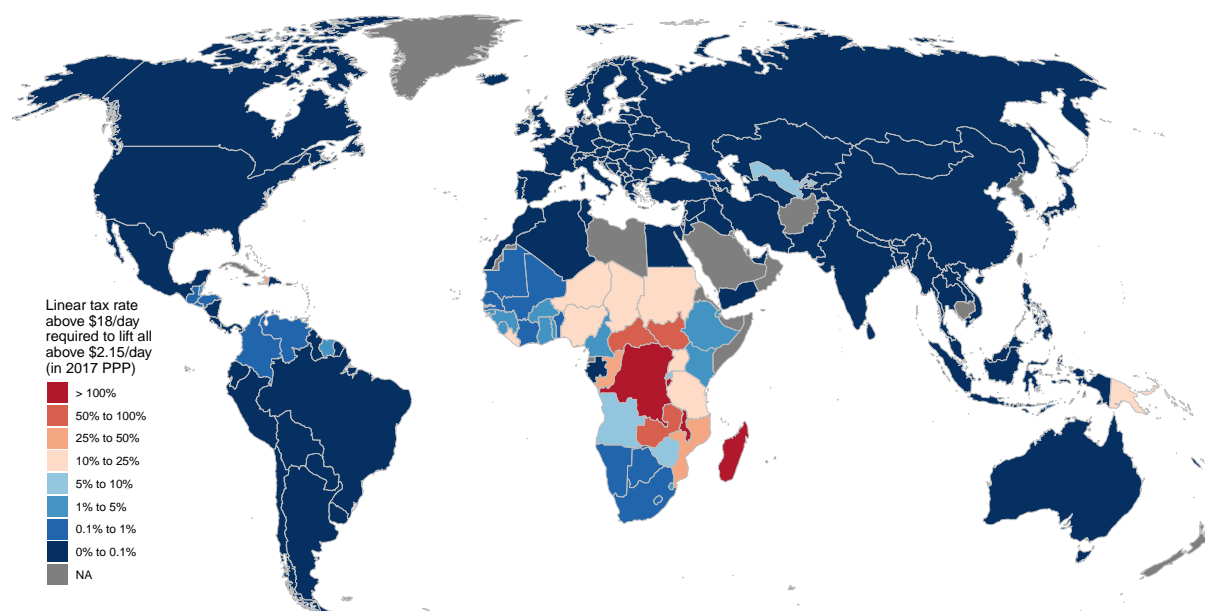 Linear tax rate
above $18/day
required to lift all
above $2.15/day
(in 2017 PPP)
> 100%
50% to 100%
25% to 50%
10% to 25%
5% to 10%
1% to 5%
0.1% to 1%
0% to 0.1%
NA